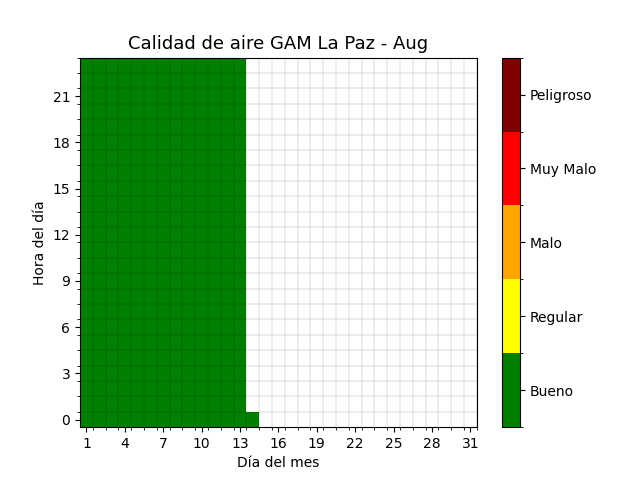 Calidad de aire GAM La Paz - Aug
Hora del día
21
18
15
12
9
6
3
0
1 4 7 10 13 16 19 22 25 28 31
Día del mes
Peligroso
Muy Malo
Malo
Regular
Bueno